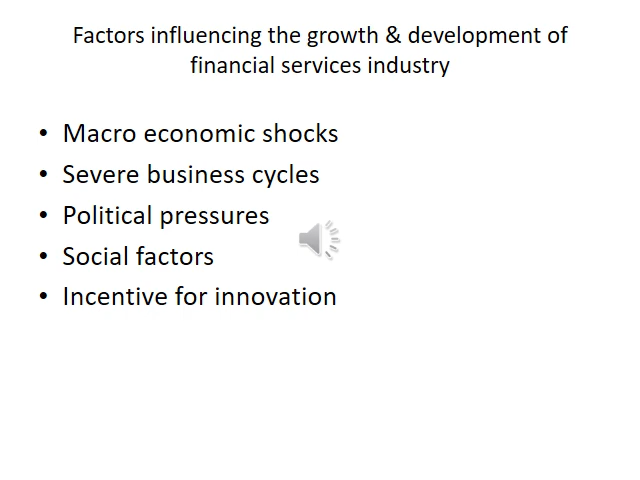 Factors influencing the growth & development of
financial services industry
• Macro economic shocks
• Severe business cycles
• Political pressures
• Social factors
• Incentive for innovation